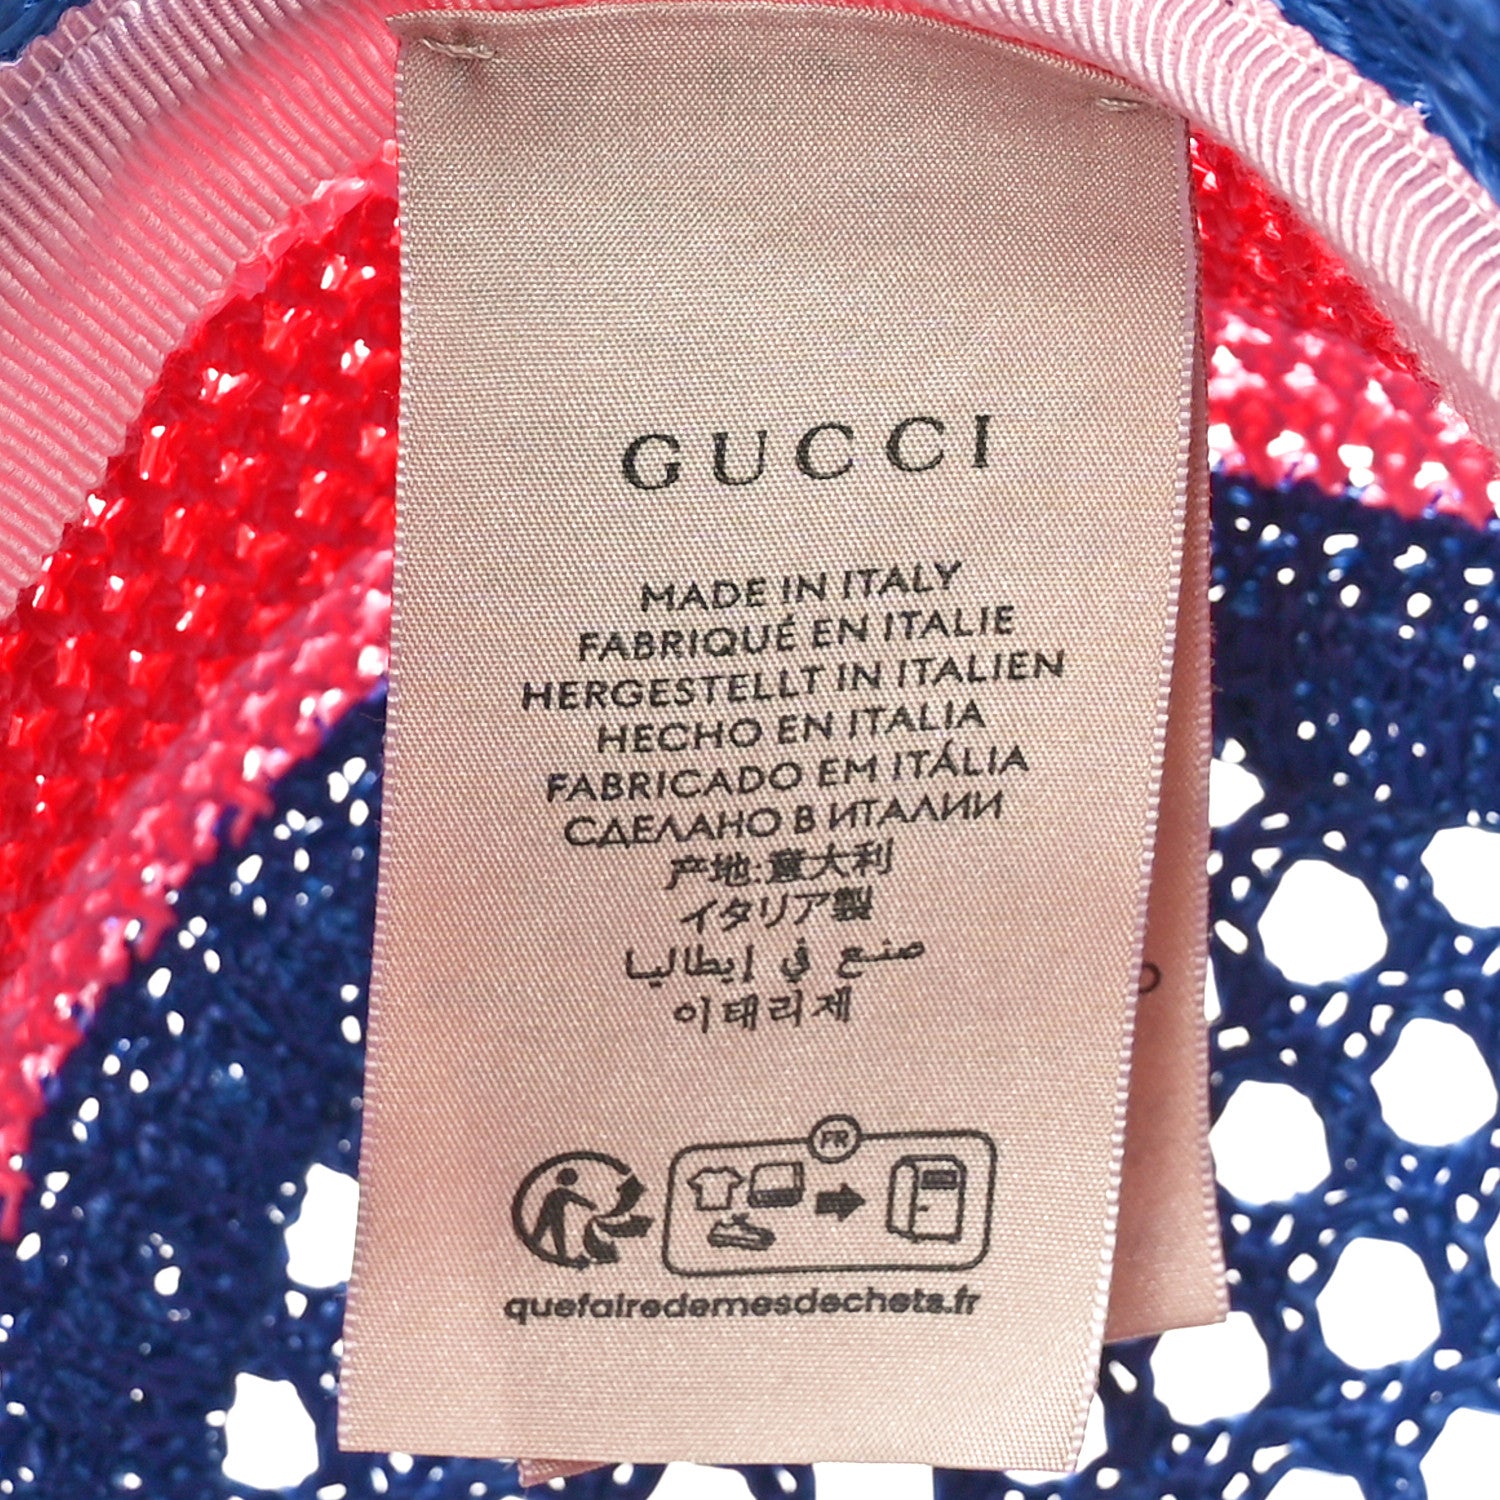 GUCCI
MADE IN ITALY
FABRIQUÉ EN ITALIE
HERGESTELLT IN ITALIEN
HECHO EN ITALIA
FABRICADO EM ITÁLIA
СДЕЛАНО В ИТАЛИИ
产地:意大利
イタリア製
صنع في إيطاليا
이태리제
FR
quefairedemesdechets.fr